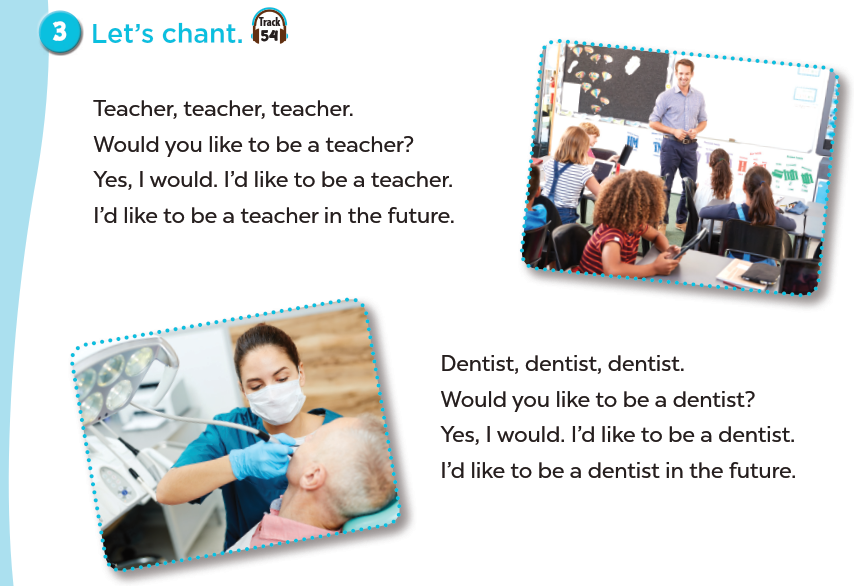 3 Let's chant. Track 54
Teacher, teacher, teacher.
Would you like to be a teacher?
Yes, I would. I'd like to be a teacher.
I'd like to be a teacher in the future.
Dentist, dentist, dentist.
Would you like to be a dentist?
Yes, I would. I'd like to be a dentist.
I'd like to be a dentist in the future.